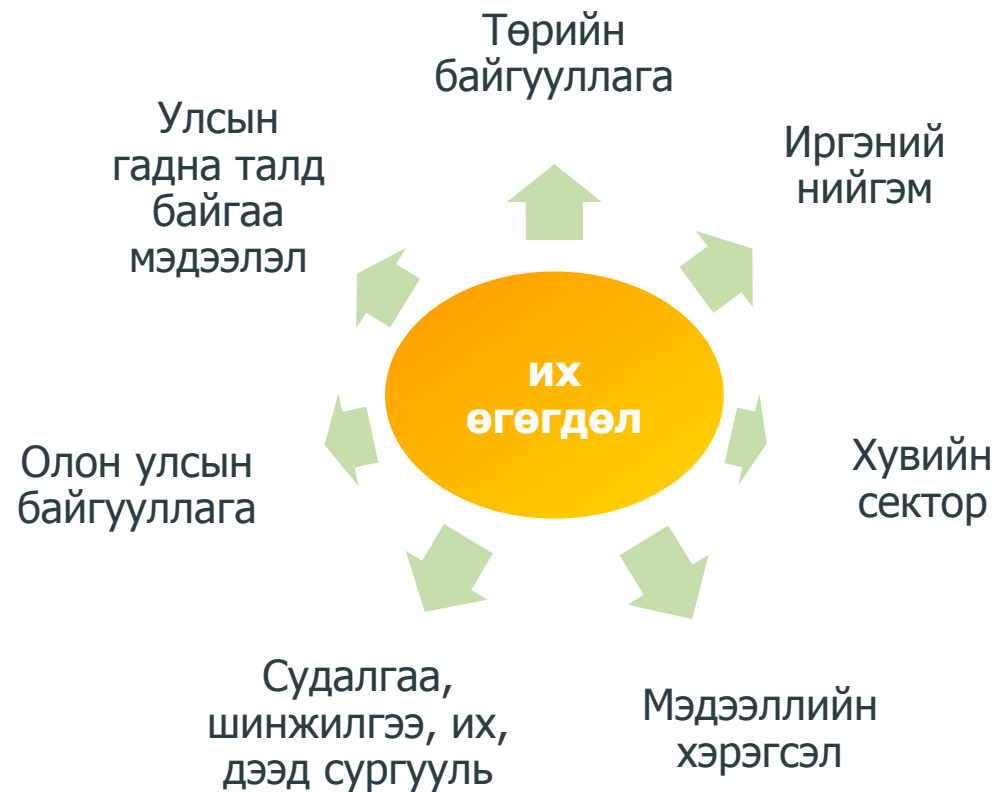 Төрийн
байгууллага
Улсын
гадна талд
байгаа
мэдээлэл
Иргэний
нийгэм
их
өгөгдөл
Олон улсын
байгууллага
Хувийн
сектор
Судалгаа,
шинжилгээ, их,
дээд сургууль
Мэдээллийн
хэрэгсэл